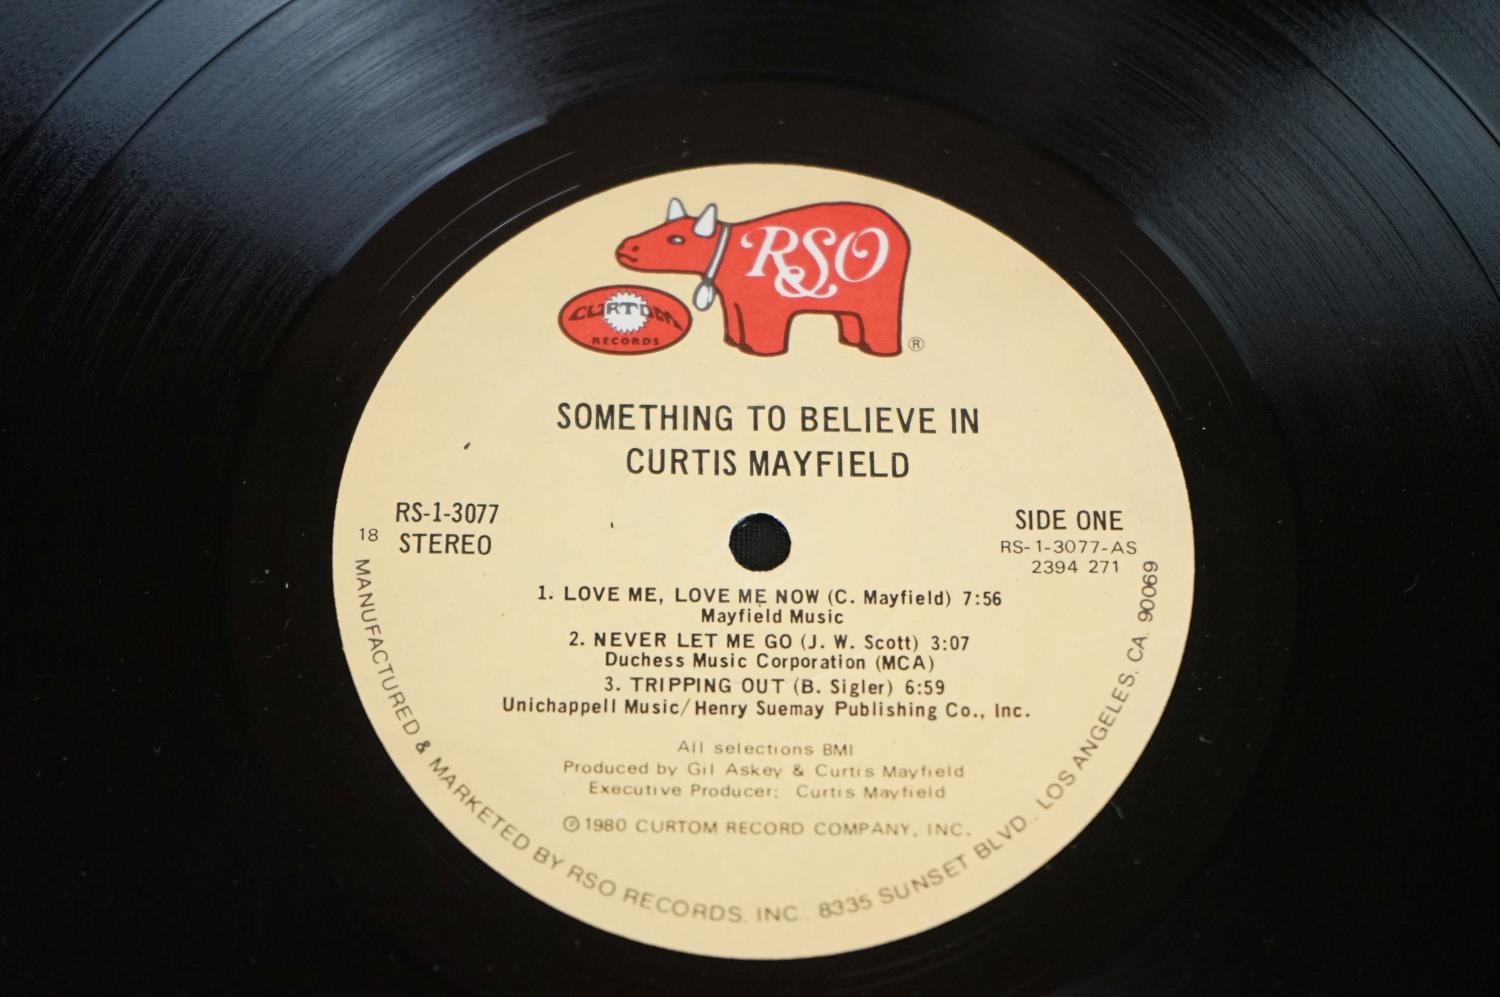 RSO
®
CURTOM
RECORDS
SOMETHING TO BELIEVE IN
CURTIS MAYFIELD
RS-1-3077
18 STEREO
SIDE ONE
RS-1-3077-AS
2394 271
1. LOVE ME, LOVE ME NOW (C. Mayfield) 7:56
Mayfield Music
2. NEVER LET ME GO (J. W. Scott) 3:07
Duchess Music Corporation (MCA)
3. TRIPPING OUT (B. Sigler) 6:59
Unichappell Music/Henry Suemay Publishing Co., Inc.
All selections BMI
Produced by Gil Askey & Curtis Mayfield
Executive Producer: Curtis Mayfield
℗1980 CURTOM RECORD COMPANY, INC.
MANUFACTURED & MARKETED BY RSO RECORDS, INC. 8335 SUNSET BLVD., LOS ANGELES, CA. 90069